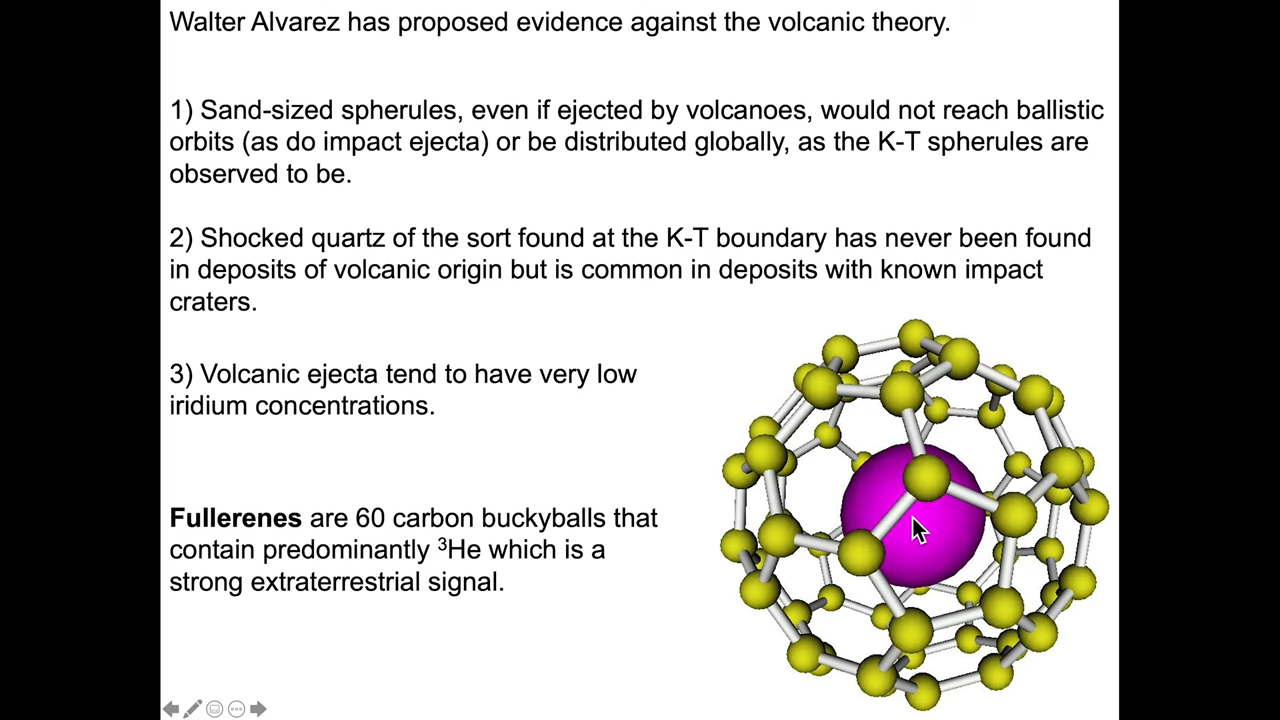 Walter Alvarez has proposed evidence against the volcanic theory.
1) Sand-sized spherules, even if ejected by volcanoes, would not reach ballistic
orbits (as do impact ejecta) or be distributed globally, as the K-T spherules are
observed to be.
2) Shocked quartz of the sort found at the K-T boundary has never been found
in deposits of volcanic origin but is common in deposits with known impact
craters.
3) Volcanic ejecta tend to have very low
iridium concentrations.
Fullerenes are 60 carbon buckyballs that
contain predominantly ³He which is a
strong extraterrestrial signal.